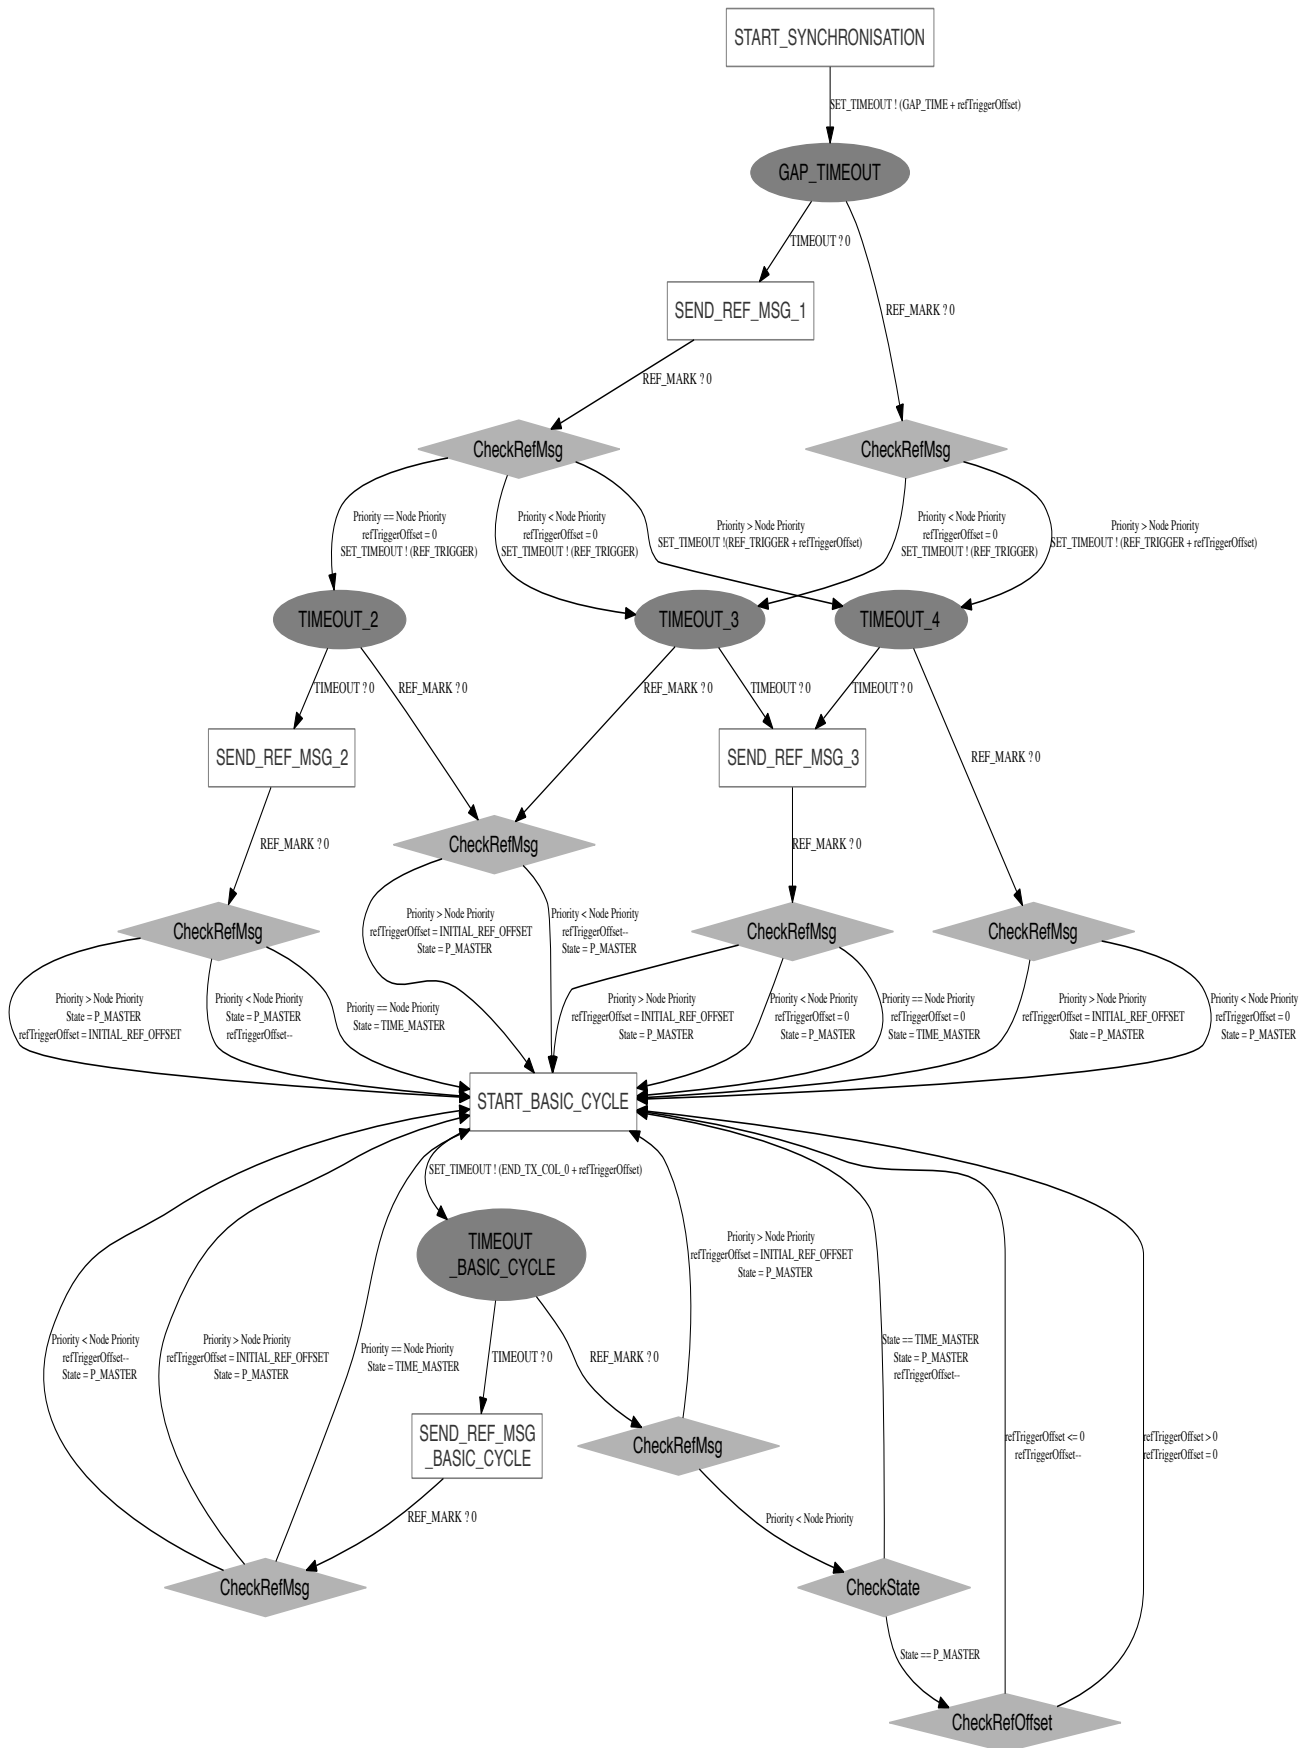 START_SYNCHRONISATION
SET_TIMEOUT ! (GAP_TIME + refTriggerOffset)
GAP_TIMEOUT
TIMEOUT ? 0
SEND_REF_MSG_1
REF_MARK ? 0
REF_MARK ? 0
CheckRefMsg
CheckRefMsg
Priority == Node Priority
refTriggerOffset = 0
SET_TIMEOUT ! (REF_TRIGGER)
Priority < Node Priority
refTriggerOffset = 0
SET_TIMEOUT ! (REF_TRIGGER)
Priority > Node Priority
SET_TIMEOUT !(REF_TRIGGER + refTriggerOffset)
Priority < Node Priority
refTriggerOffset = 0
SET_TIMEOUT ! (REF_TRIGGER)
Priority > Node Priority
SET_TIMEOUT ! (REF_TRIGGER + refTriggerOffset)
TIMEOUT_2
TIMEOUT_3
TIMEOUT_4
TIMEOUT ? 0
REF_MARK ? 0
REF_MARK ? 0
TIMEOUT ? 0
TIMEOUT ? 0
REF_MARK ? 0
SEND_REF_MSG_2
SEND_REF_MSG_3
REF_MARK ? 0
CheckRefMsg
REF_MARK ? 0
CheckRefMsg
CheckRefMsg
CheckRefMsg
Priority > Node Priority
State = P_MASTER
refTriggerOffset = INITIAL_REF_OFFSET
Priority < Node Priority
State = P_MASTER
refTriggerOffset--
Priority == Node Priority
State = TIME_MASTER
Priority > Node Priority
refTriggerOffset = INITIAL_REF_OFFSET
State = P_MASTER
Priority < Node Priority
refTriggerOffset--
State = P_MASTER
Priority > Node Priority
refTriggerOffset = INITIAL_REF_OFFSET
State = P_MASTER
Priority < Node Priority
refTriggerOffset = 0
State = P_MASTER
Priority == Node Priority
refTriggerOffset = 0
State = TIME_MASTER
Priority > Node Priority
refTriggerOffset = INITIAL_REF_OFFSET
State = P_MASTER
Priority < Node Priority
refTriggerOffset = 0
State = P_MASTER
START_BASIC_CYCLE
SET_TIMEOUT ! (END_TX_COL_0 + refTriggerOffset)
TIMEOUT
_BASIC_CYCLE
Priority > Node Priority
refTriggerOffset = INITIAL_REF_OFFSET
State = P_MASTER
Priority < Node Priority
refTriggerOffset--
State = P_MASTER
Priority > Node Priority
refTriggerOffset = INITIAL_REF_OFFSET
State = P_MASTER
Priority == Node Priority
State = TIME_MASTER
TIMEOUT ? 0
REF_MARK ? 0
State == TIME_MASTER
State = P_MASTER
refTriggerOffset--
SEND_REF_MSG
_BASIC_CYCLE
CheckRefMsg
refTriggerOffset <= 0
refTriggerOffset--
refTriggerOffset > 0
refTriggerOffset = 0
REF_MARK ? 0
Priority < Node Priority
CheckRefMsg
CheckState
State == P_MASTER
CheckRefOffset